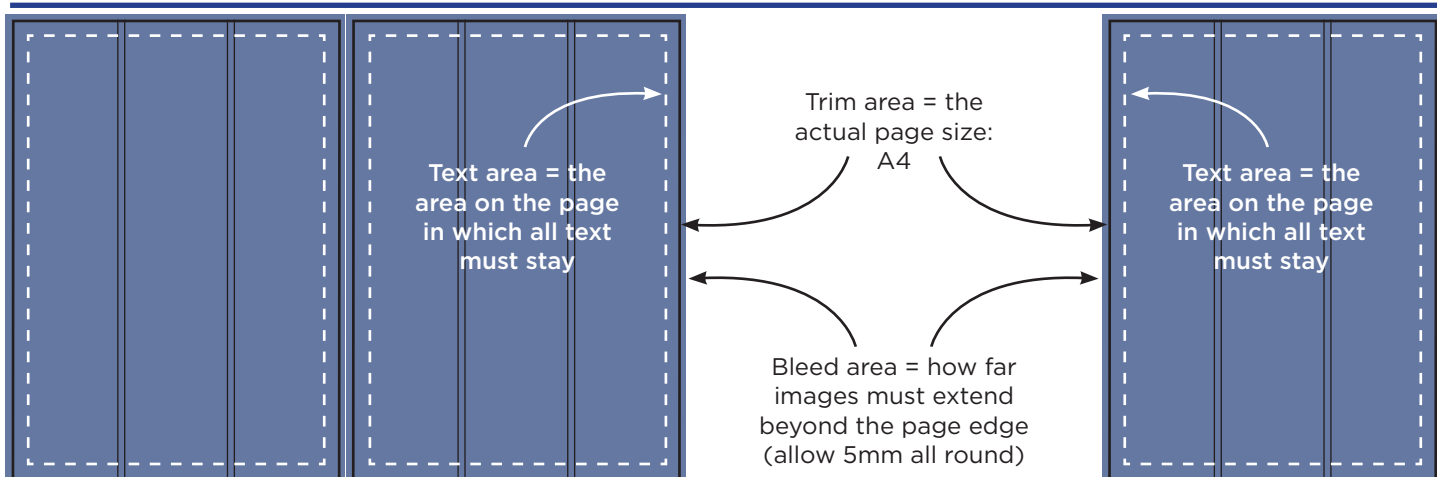 Text area = the
area on the page
in which all text
must stay
Trim area = the
actual page size:
A4
Bleed area = how far
images must extend
beyond the page edge
(allow 5mm all round)
Text area = the
area on the page
in which all text
must stay